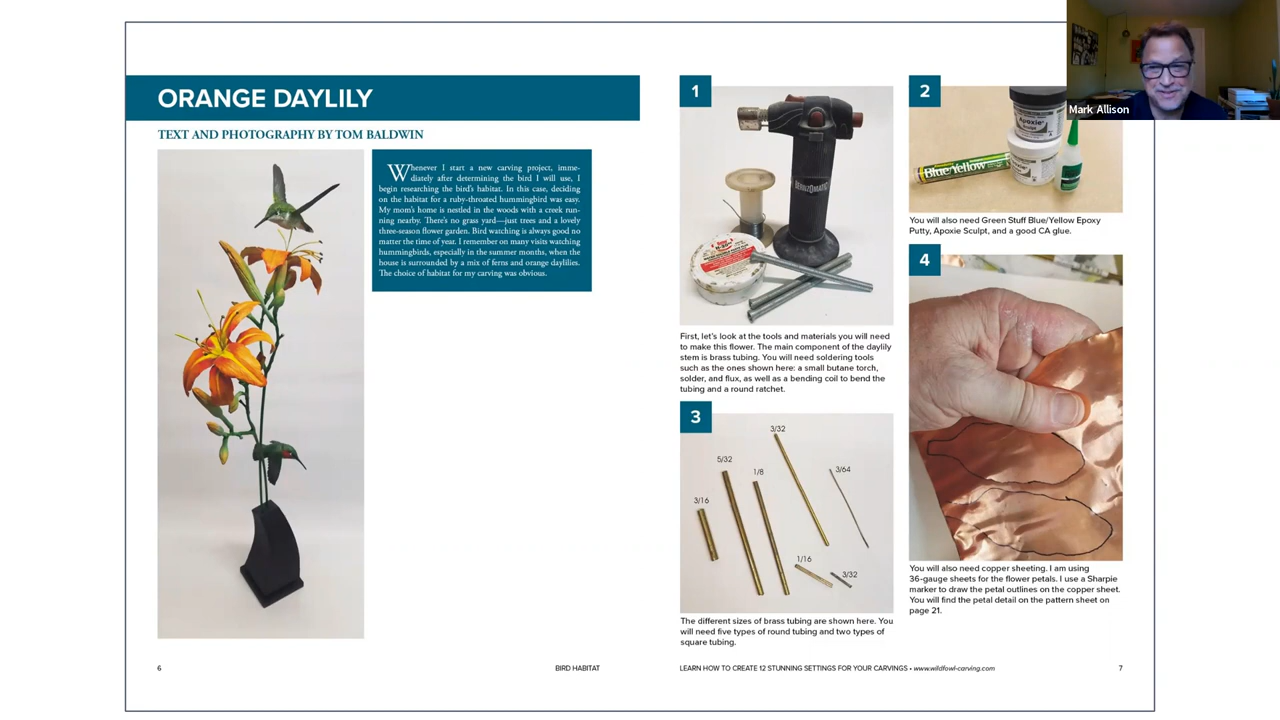 ORANGE DAYLILY
TEXT AND PHOTOGRAPHY BY TOM BALDWIN
Whenever I start a new carving project, imme-
diately after determining the bird I will use, I
begin researching the bird's habitat. In this case, deciding
on the habitat for a ruby-throated hummingbird was easy.
My mom's home is nestled in the woods with a creek run-
ning nearby. There's no grass yard—just trees and a lovely
three-season flower garden. Bird watching is always good no
matter the time of year. I remember on many visits watching
hummingbirds, especially in the summer months, when the
house is surrounded by a mix of ferns and orange daylilies.
The choice of habitat for my carving was obvious.
6
BIRD HABITAT
1
BERNZOMATIC
First, let's look at the tools and materials you will need
to make this flower. The main component of the daylily
stem is brass tubing. You will need soldering tools
such as the ones shown here: a small butane torch,
solder, and flux, as well as a bending coil to bend the
tubing and a round ratchet.
2
Apoxie
Apoxie
Blue/Yellow
You will also need Green Stuff Blue/Yellow Epoxy
Putty, Apoxie Sculpt, and a good CA glue.
3
3/32
5/32
1/8
3/64
3/16
1/16
3/32
The different sizes of brass tubing are shown here. You
will need five types of round tubing and two types of
square tubing.
4
You will also need copper sheeting. I am using
36-gauge sheets for the flower petals. I use a Sharpie
marker to draw the petal outlines on the copper sheet.
You will find the petal detail on the pattern sheet on
page 21.
LEARN HOW TO CREATE 12 STUNNING SETTINGS FOR YOUR CARVINGS • www.wildfowl-carving.com
7
Mark Allison